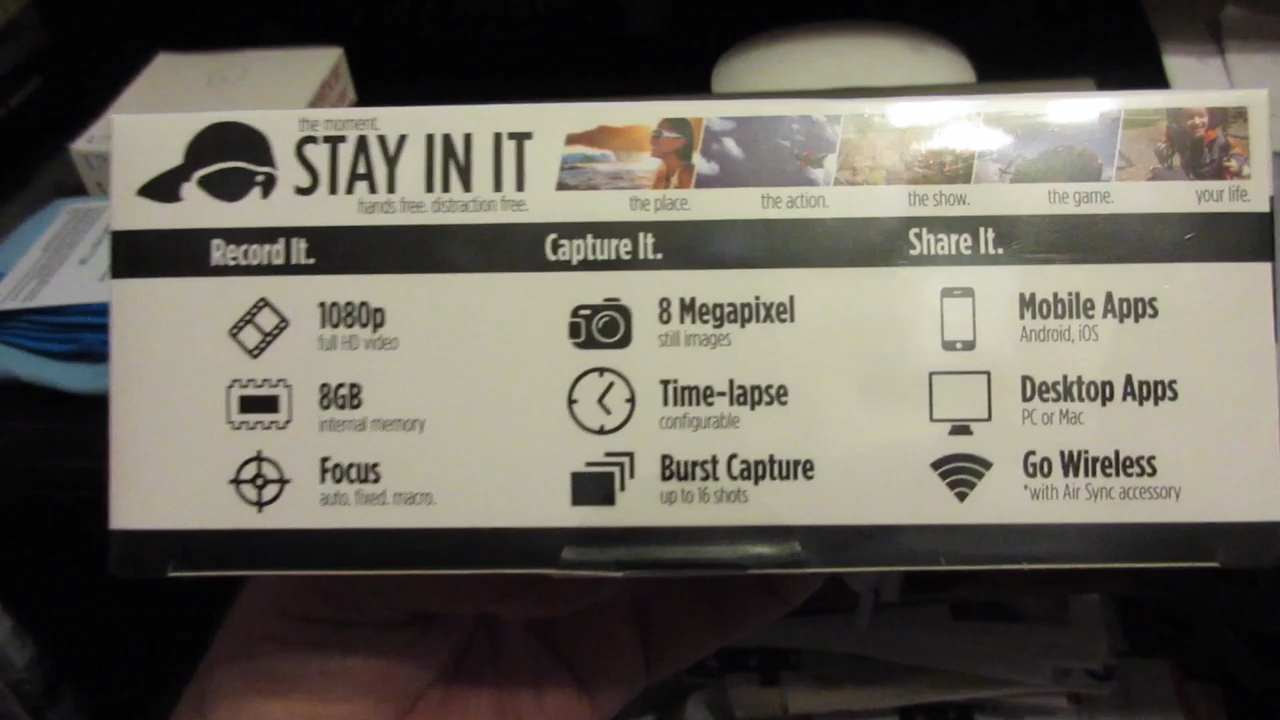 the moment.
STAY IN IT
hands free. distraction free.
the place.
the action.
the show.
the game.
your life.
Record It.
Capture It.
Share It.
1080p
full HD video
8GB
internal memory
Focus
auto. fixed. macro.
8 Megapixel
still images
Time-lapse
configurable
Burst Capture
up to 16 shots
Mobile Apps
Android, iOS
Desktop Apps
PC or Mac
Go Wireless
*with Air Sync accessory